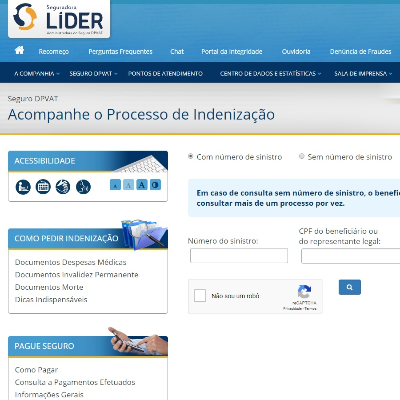 Seguradora
LÍDER
Administradora do Seguro DPVAT
Recomeço
Perguntas Frequentes
Chat
Portal da Integridade
Ouvidoria
Denúncia de Fraudes
A COMPANHIA
SEGURO DPVAT
PONTOS DE ATENDIMENTO
CENTRO DE DADOS E ESTATÍSTICAS
SALA DE IMPRENSA
Seguro DPVAT
Acompanhe o Processo de Indenização
ACESSIBILIDADE
A A A
Com número de sinistro
Sem número de sinistro
Em caso de consulta sem número de sinistro, o benefi
consultar mais de um processo por vez.
COMO PEDIR INDENIZAÇÃO
Documentos Despesas Médicas
Documentos Invalidez Permanente
Documentos Morte
Dicas Indispensáveis
Número do sinistro:
CPF do beneficiário ou
do representante legal:
Não sou um robô
reCAPTCHA
Privacidade - Termos
PAGUE SEGURO
Como Pagar
Consulta a Pagamentos Efetuados
Informações Gerais